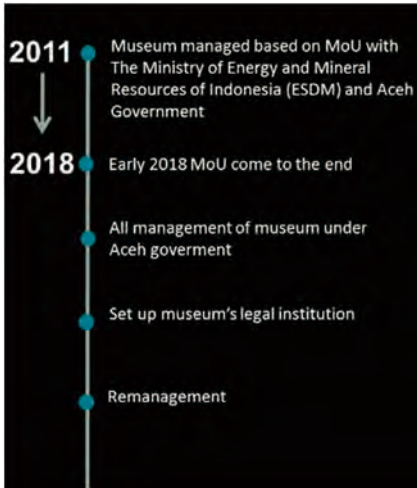 2011
Museum managed based on MoU with
The Ministry of Energy and Mineral
Resources of Indonesia (ESDM) and Aceh
Government
2018
Early 2018 MoU come to the end
All management of museum under
Aceh goverment
Set up museum's legal institution
Remanagement